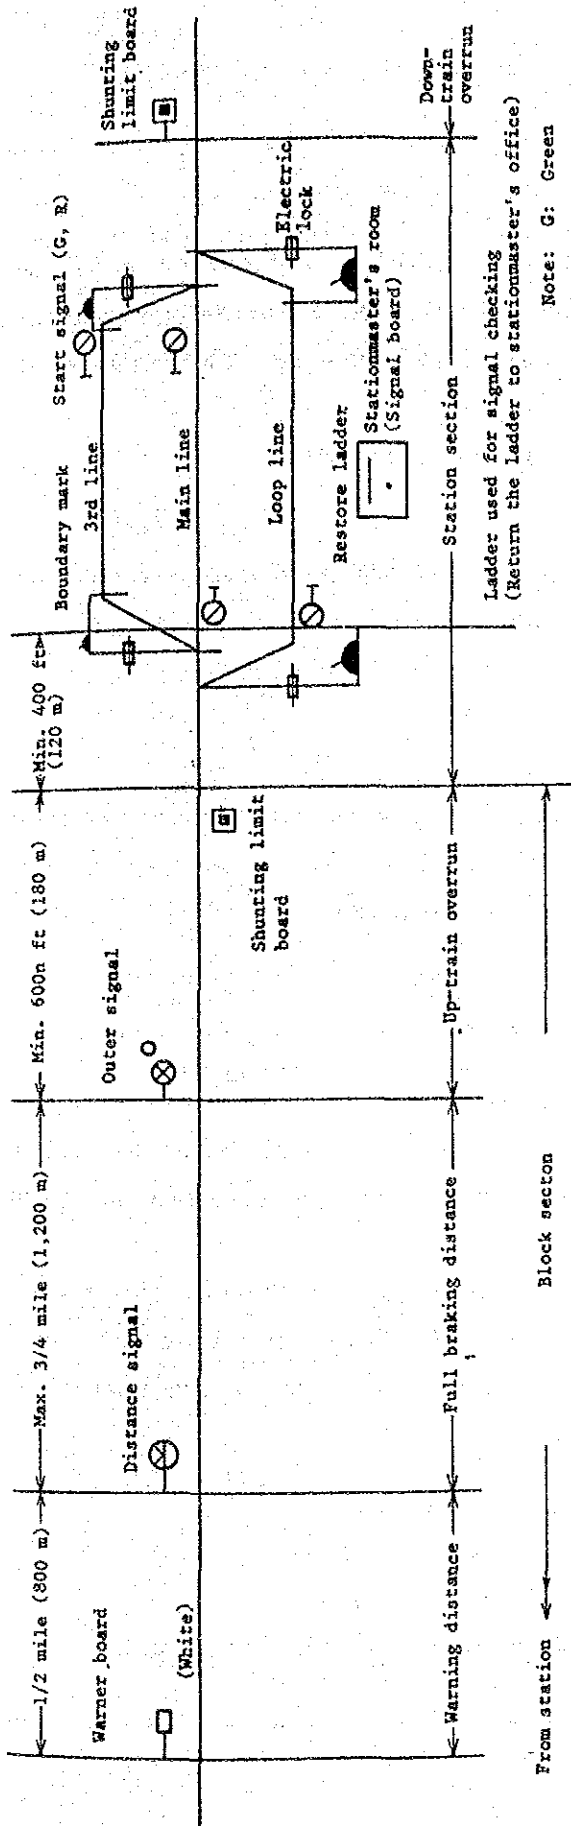 1/2 mile (800 m)
Max. 3/4 mile (1,200 m)
Min. 600n ft (180 m)
Min. 400 ft
(120 m)
Warner board
(White)
Distance signal
Outer signal
Shunting limit
board
Boundary mark
3rd line
Start signal (G, R)
Main line
Loop line
Shunting
limit board
Electric
lock
Restore ladder
Stationmaster's room
(Signal board)
Warning distance
Full braking distance
Up-train overrun
Station section
Down-
train
overrun
Ladder used for signal checking
(Return the Ladder to stationmaster's office)
From station
Block secton
Note: G: Green